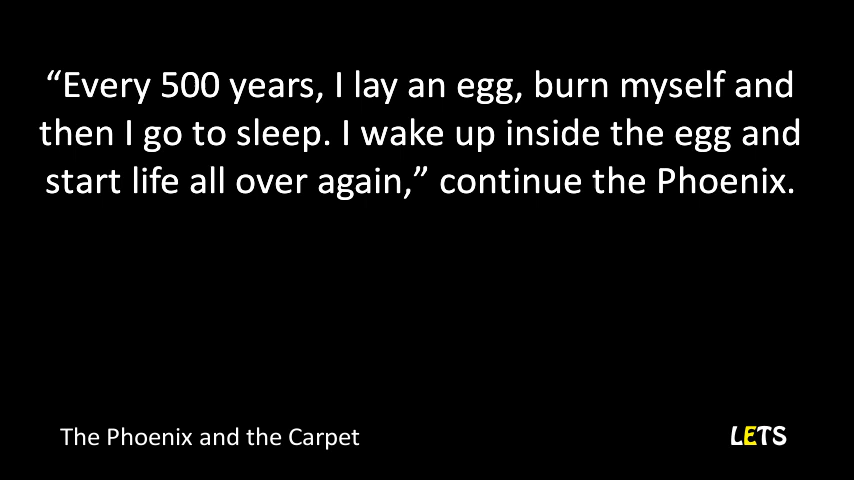 “Every 500 years, I lay an egg, burn myself and
then I go to sleep. I wake up inside the egg and
start life all over again,” continue the Phoenix.
The Phoenix and the Carpet
LETS